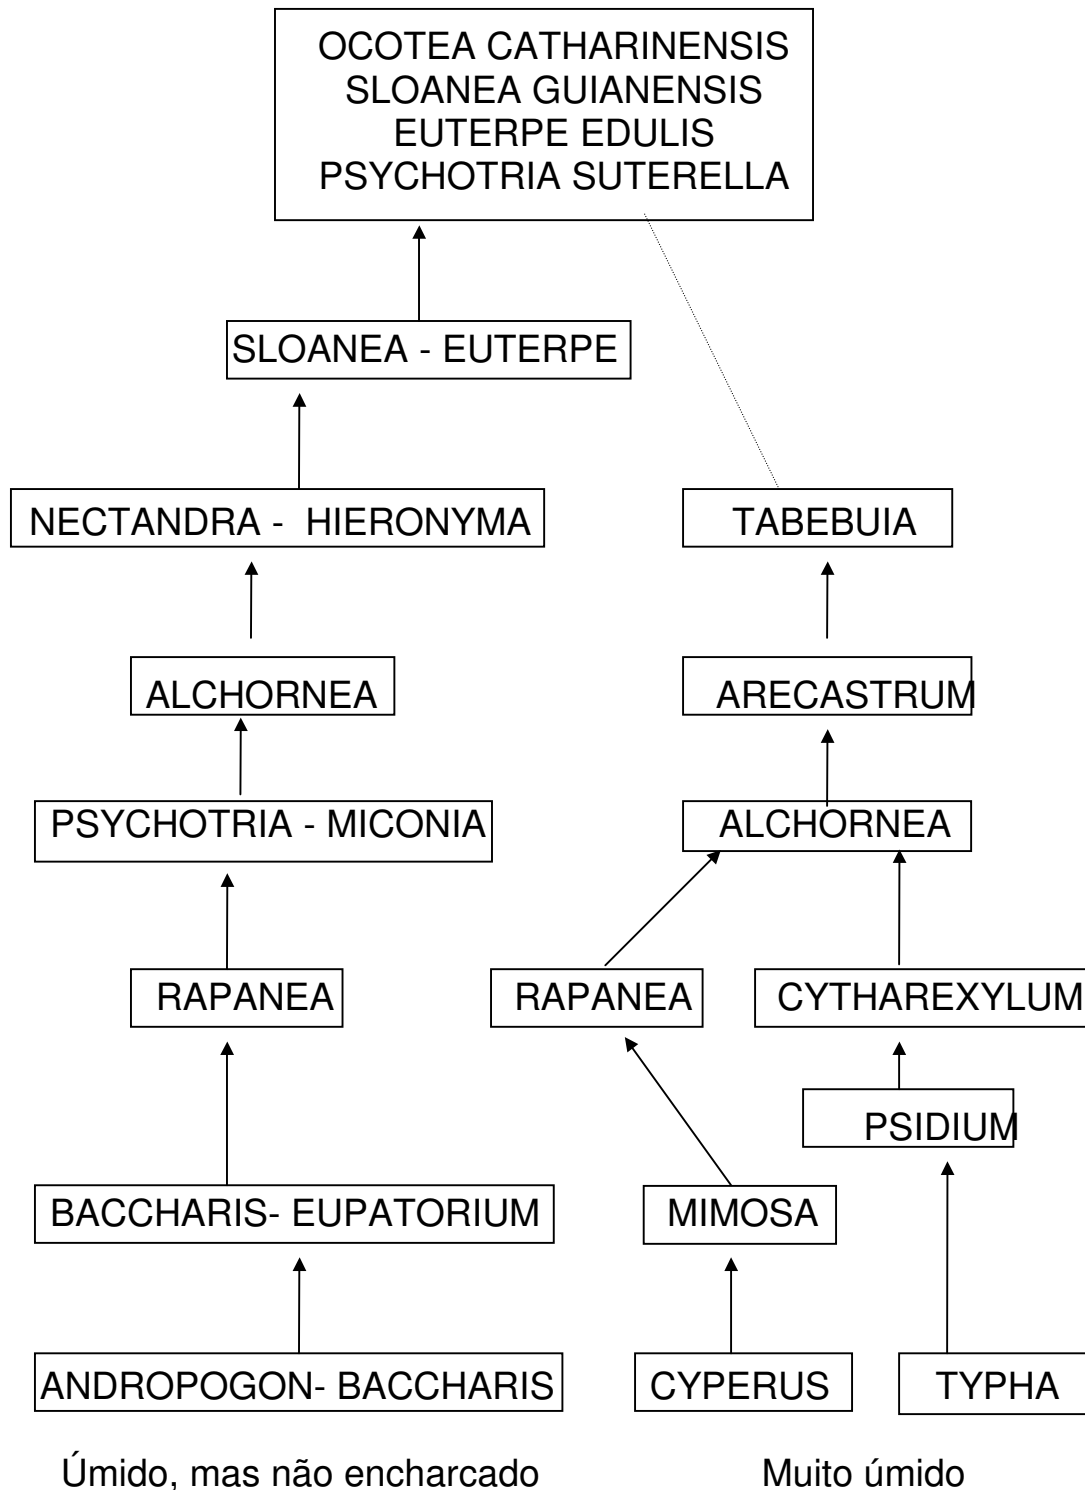 OCOTEA CATHARINENSIS
SLOANEA GUIANENSIS
EUTERPE EDULIS
PSYCHOTRIA SUTERELLA
SLOANEA - EUTERPE
NECTANDRA - HIERONYMA
TABEBUIA
ALCHORNEA
ARECASTRUM
PSYCHOTRIA - MICONIA
ALCHORNEA
RAPANEA
RAPANEA
CYTHAREXYLUM
PSIDIUM
BACCHARIS- EUPATORIUM
MIMOSA
ANDROPOGON- BACCHARIS
CYPERUS
TYPHA
Úmido, mas não encharcado
Muito úmido